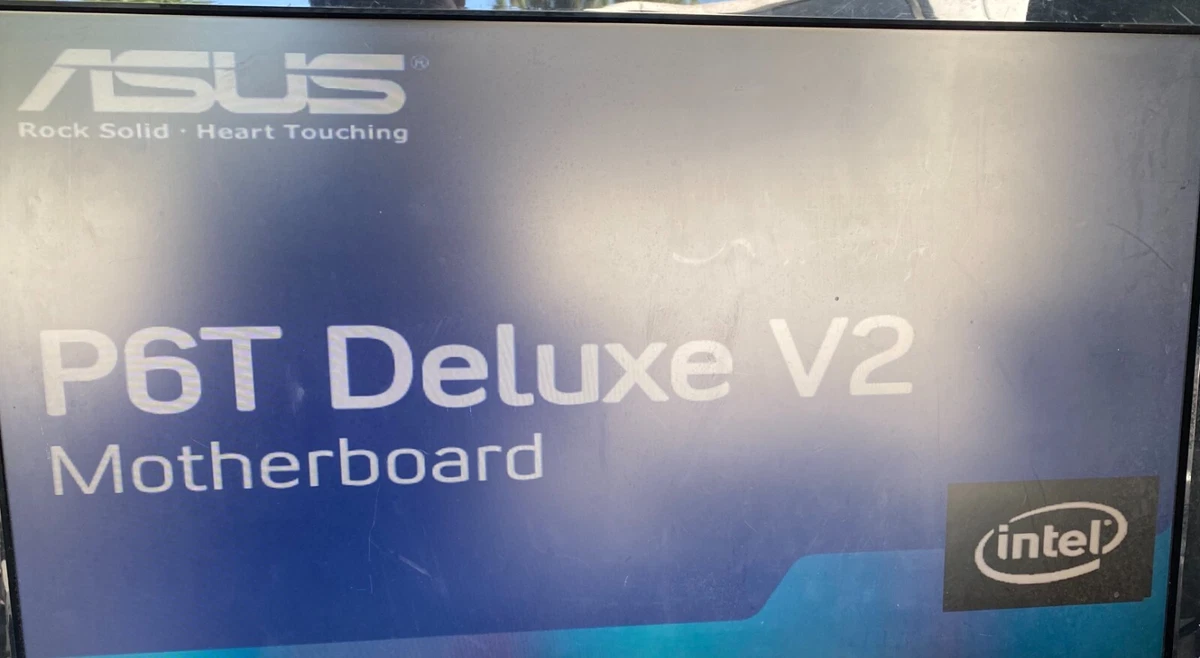 ASUS®
Rock Solid · Heart Touching
P6T Deluxe V2
Motherboard
intel®